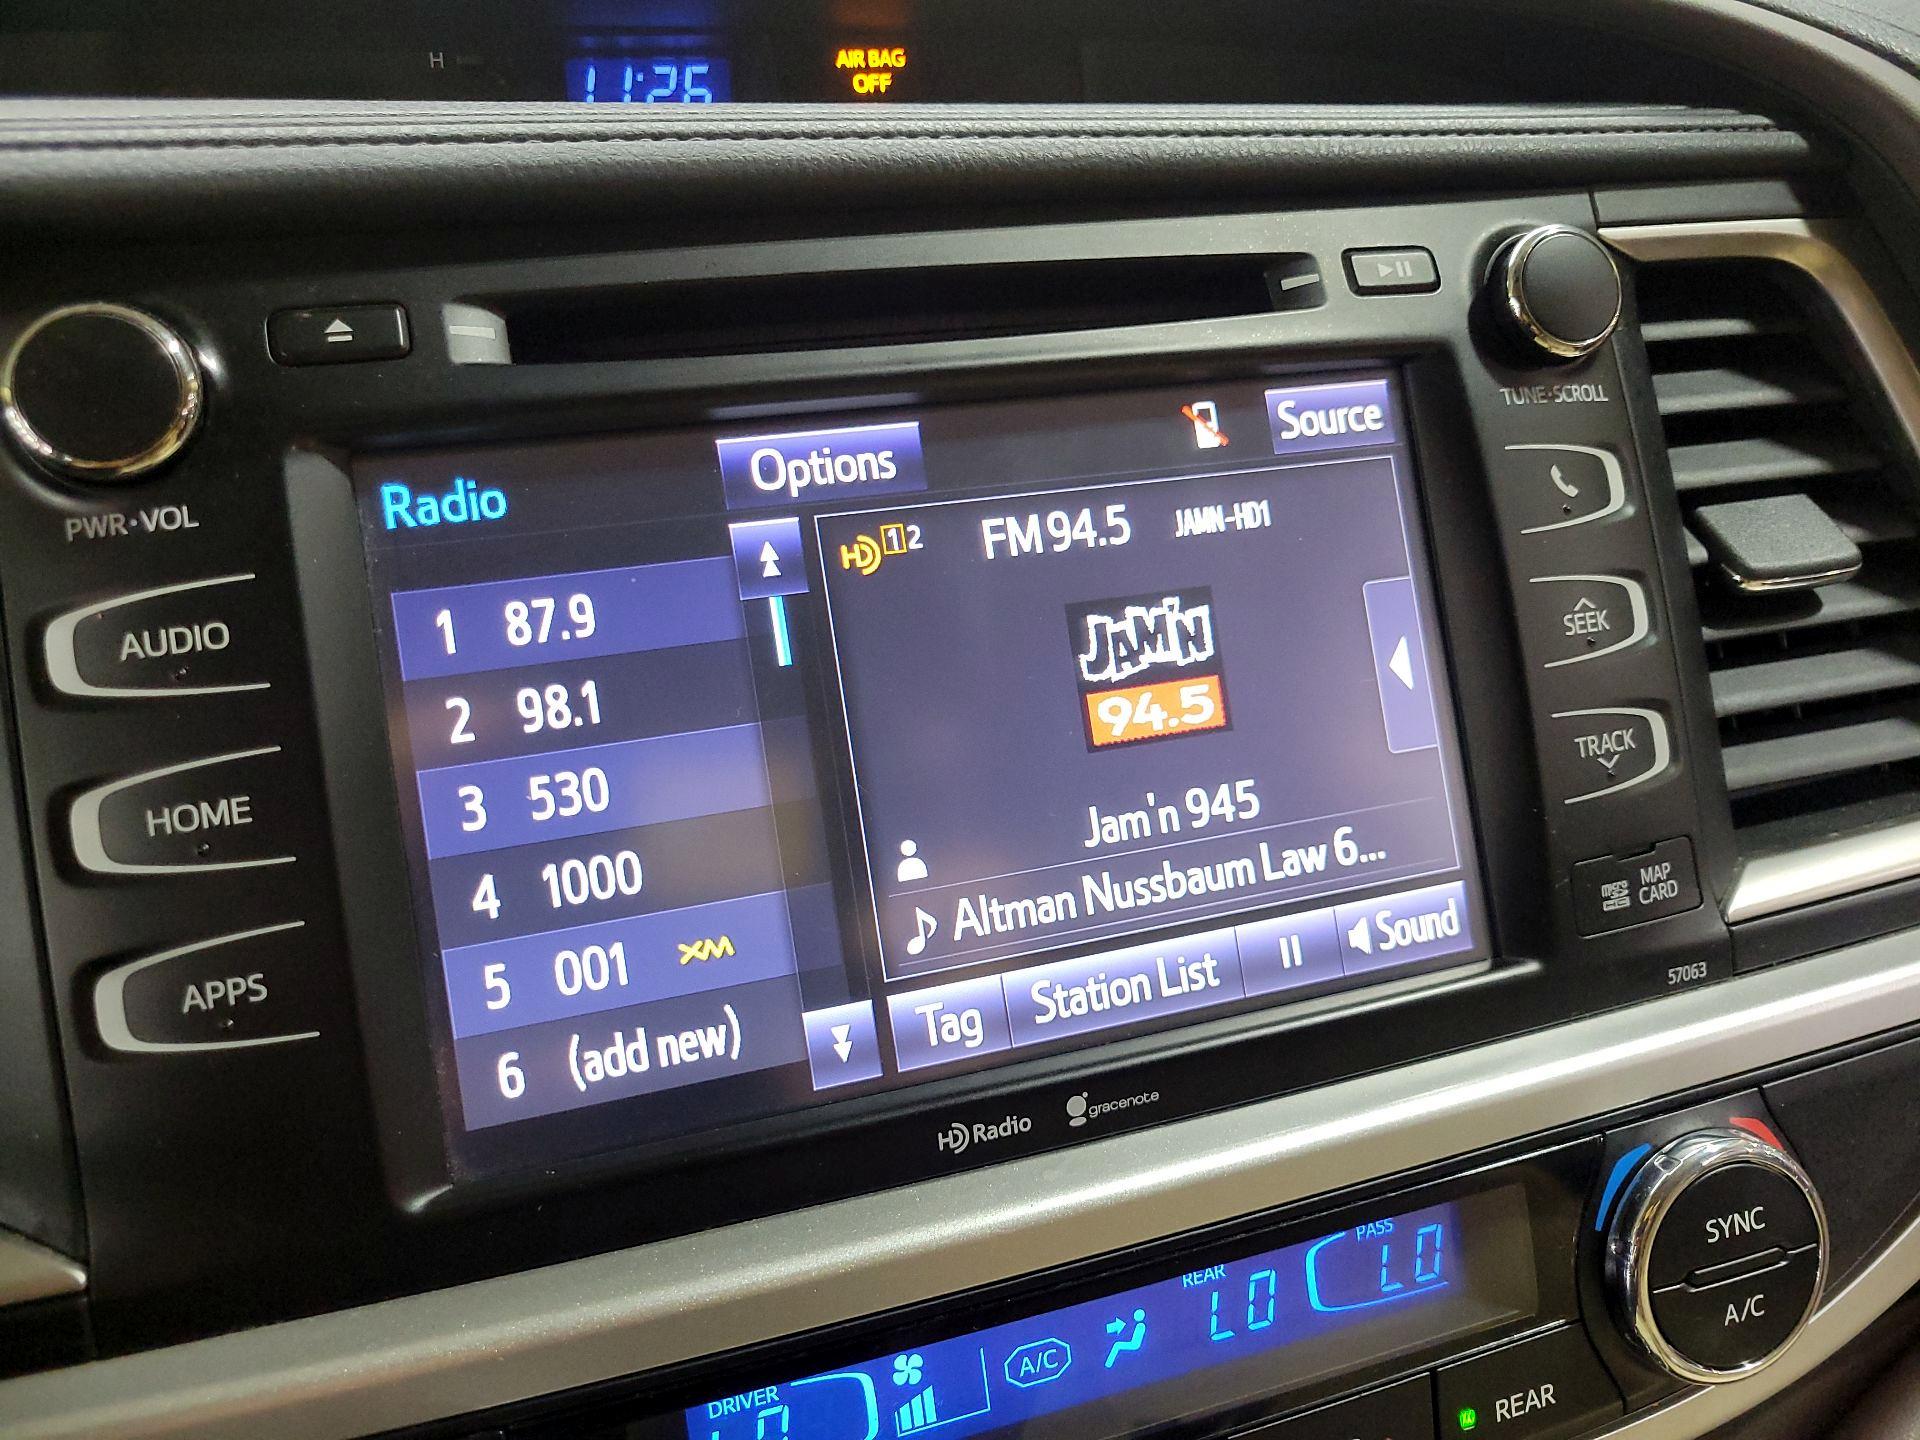 H
11:26
AIR BAG
OFF
PWR·VOL
AUDIO
HOME
APPS
TUNE·SCROLL
SEEK
TRACK
micro
HC
MAP
CARD
57063
Radio
Options
Source
1 87.9
2 98.1
3 530
4 1000
5 001 XM
6 (add new)
HD 1 2 FM 94.5 JAMN-HD1
JAM'N
94.5
Jam'n 945
Altman Nussbaum Law 6...
Tag
Station List
Sound
HD Radio
gracenote
DRIVER
A/C
REAR
LO
PASS
LO
SYNC
A/C
REAR